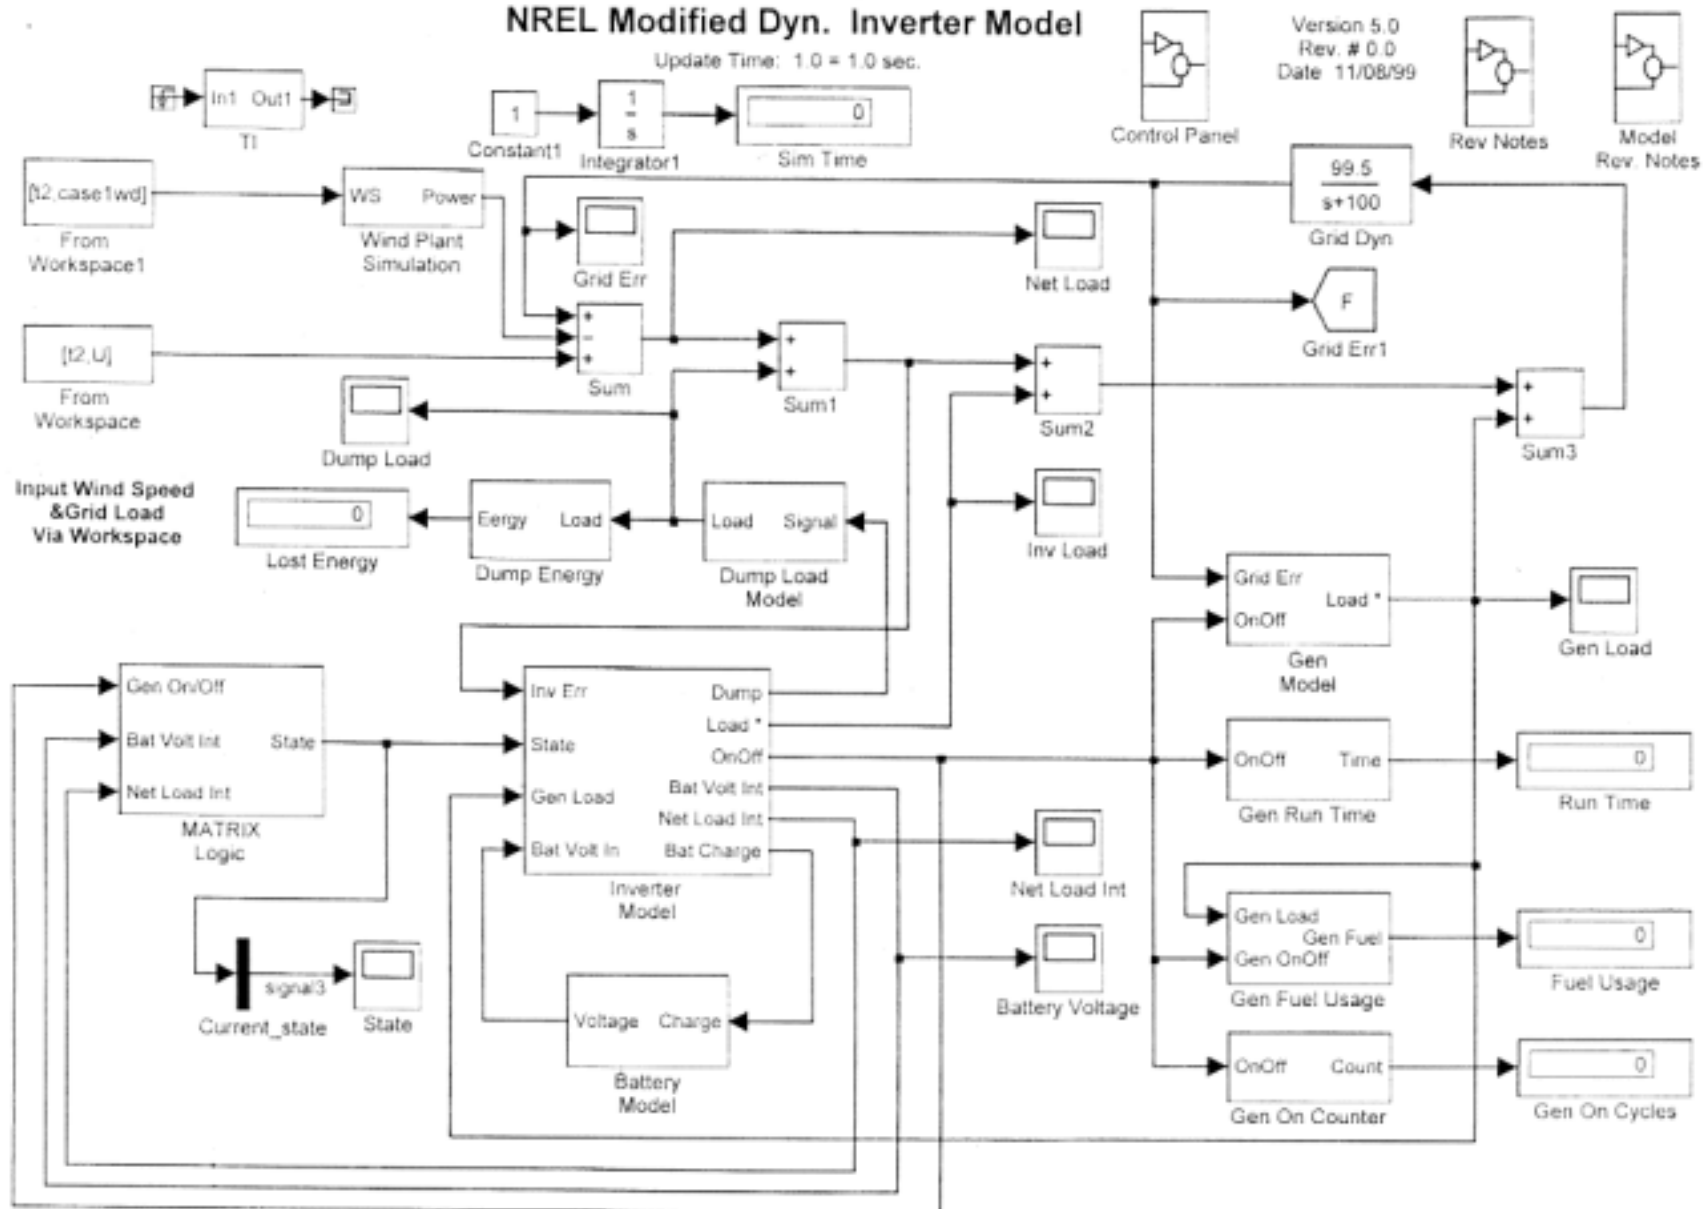 NREL Modified Dyn. Inverter Model
Update Time: 1.0 = 1.0 sec.
Version 5.0
Rev. # 0.0
Date 11/08/99
Control Panel
Rev Notes
Model
Rev. Notes
In1 Out1
TI
1
Constant1
1
s
Integrator1
0
Sim Time
[t2,case1wd]
From
Workspace1
WS Power
Wind Plant
Simulation
Grid Err
Net Load
99.5
s+100
Grid Dyn
F
Grid Err1
[t2,U]
From
Workspace
+
−
+
Sum
+
+
Sum1
+
+
Sum2
+
+
Sum3
Dump Load
Input Wind Speed
&Grid Load
Via Workspace
0
Lost Energy
Eergy Load
Dump Energy
Load Signal
Dump Load
Model
Inv Load
Grid Err
Load *
OnOff
Gen
Model
Gen Load
Gen On/Off
Bat Volt Int State
Net Load Int
MATRIX
Logic
Inv Err Dump
Load *
State OnOff
Bat Volt Int
Gen Load
Net Load Int
Bat Volt In Bat Charge
Inverter
Model
OnOff Time
Gen Run Time
0
Run Time
Net Load Int
Gen Load
Gen Fuel
Gen OnOff
Gen Fuel Usage
0
Fuel Usage
Battery Voltage
signal3
Current_state
State
Voltage Charge
Battery
Model
OnOff Count
Gen On Counter
0
Gen On Cycles